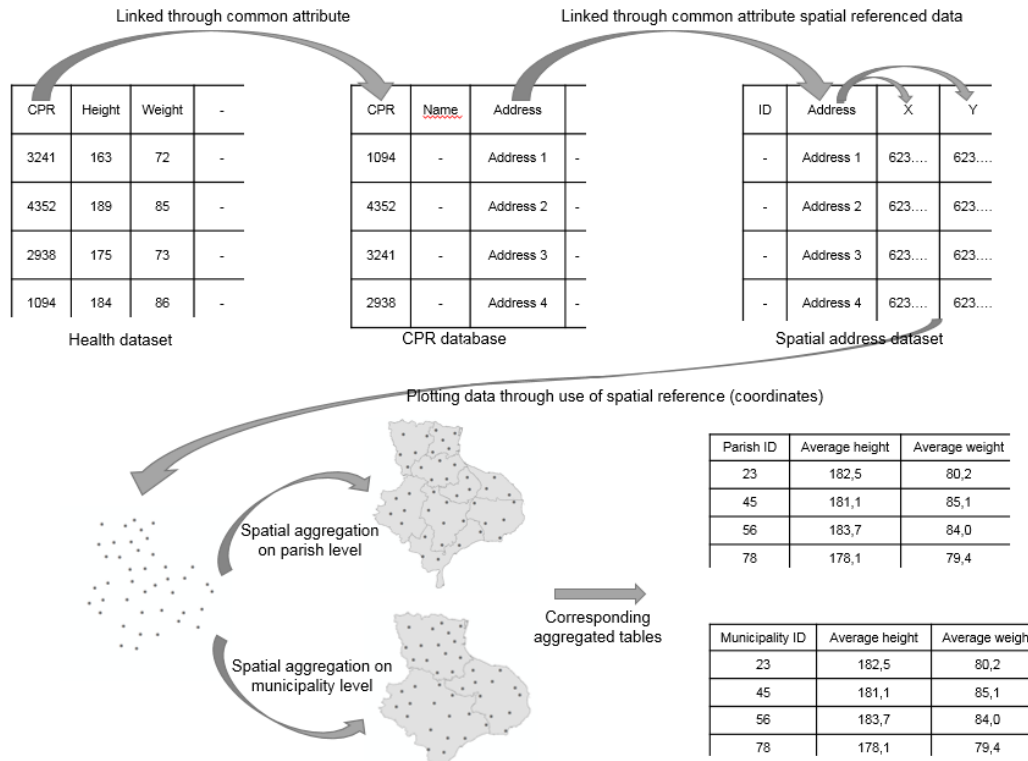 Linked through common attribute
Linked through common attribute spatial referenced data
CPR Height Weight -
3241 163 72 -
4352 189 85 -
2938 175 73 -
1094 184 86 -
Health dataset
CPR Name Address
1094 - Address 1 -
4352 - Address 2 -
3241 - Address 3 -
2938 - Address 4 -
CPR database
ID Address X Y
- Address 1 623.... 623....
- Address 2 623.... 623....
- Address 3 623.... 623....
- Address 4 623.... 623....
Spatial address dataset
Plotting data through use of spatial reference (coordinates)
Spatial aggregation
on parish level
Spatial aggregation on
municipality level
Corresponding
aggregated tables
Parish ID Average height Average weight
23 182,5 80,2
45 181,1 85,1
56 183,7 84,0
78 178,1 79,4
Municipality ID Average height Average weigh
23 182,5 80,2
45 181,1 85,1
56 183,7 84,0
78 178,1 79,4